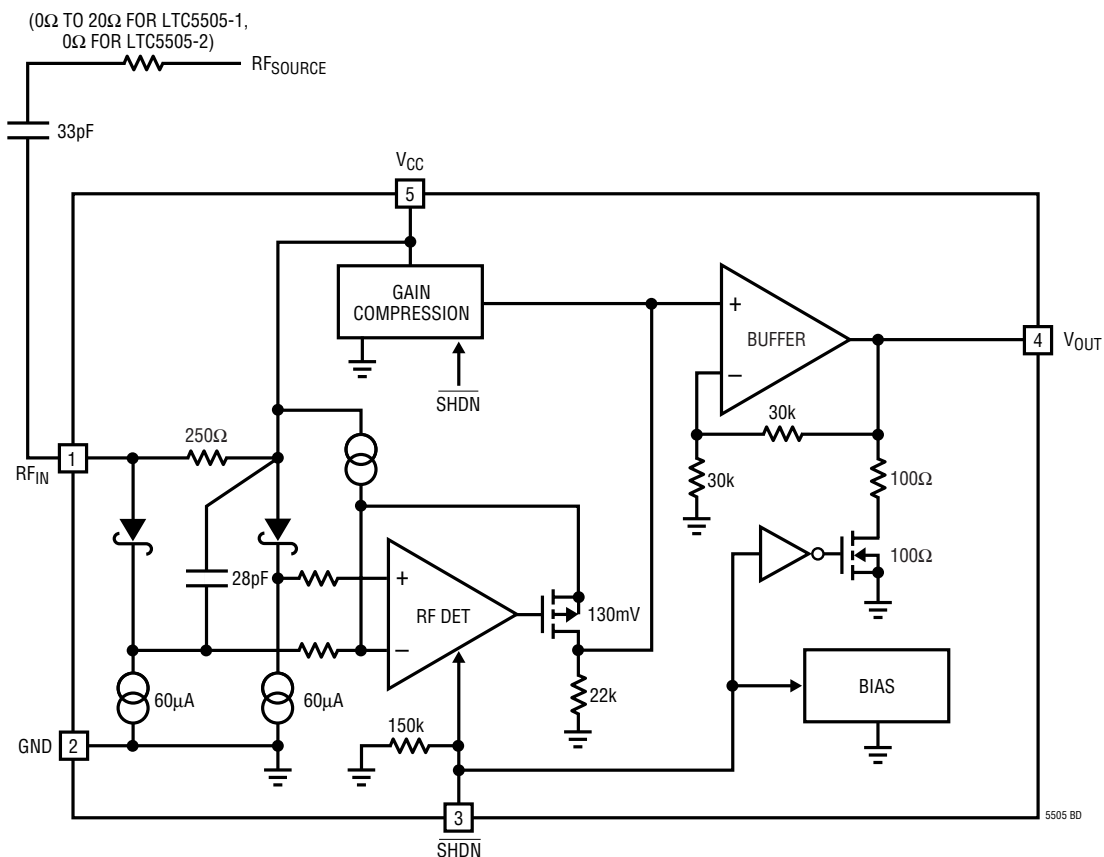 (0Ω TO 20Ω FOR LTC5505-1,
0Ω FOR LTC5505-2)
RFSOURCE
33pF
VCC
5
GAIN
COMPRESSION
SHDN
+
BUFFER
–
4
VOUT
30k
30k
100Ω
100Ω
1
RFIN
250Ω
28pF
+
RF DET
–
130mV
22k
60µA
60µA
150k
BIAS
GND
2
3
SHDN
5505 BD